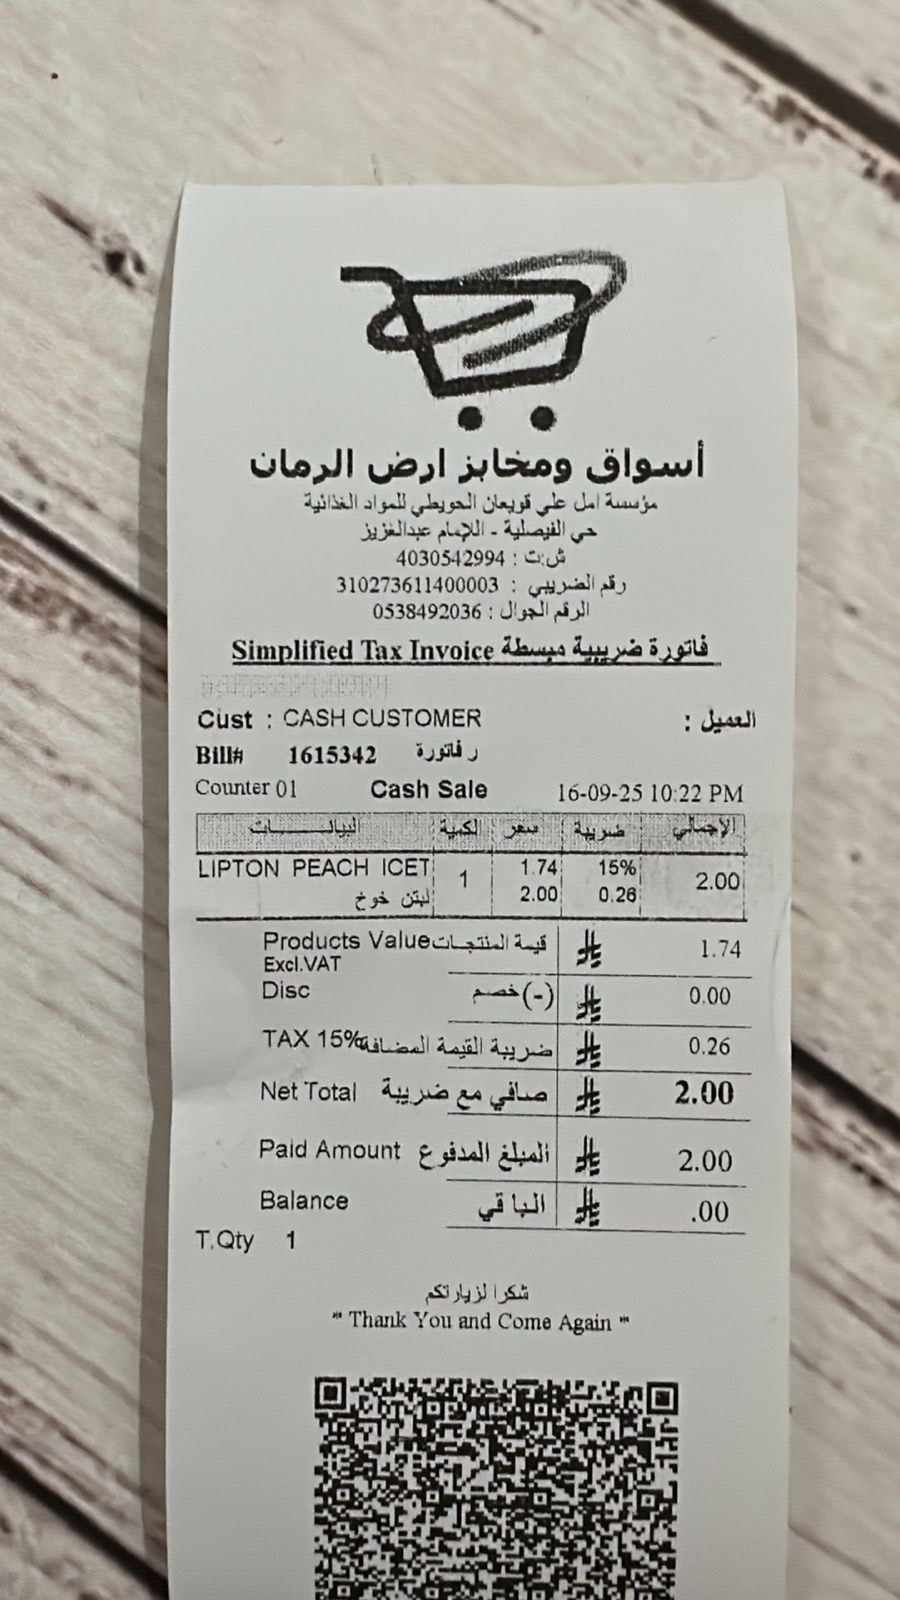 أسواق ومخابز ارض الرمان
مؤسسة امل علي قويعان الحويطي للمواد الغذائية
حي الفيصلية - اللإمام عبدالعزيز
ش:ت : 4030542994
رقم الضريبي : 310273611400003
الرقم الجوال : 0538492036
Simplified Tax Invoice فاتورة ضريبية مبسطة
Cust : CASH CUSTOMER العميل :
Bill# 1615342 ر فاتورة
Counter 01 Cash Sale 16-09-25 10:22 PM
البيانات لكمية سعر ضريبة الإجمالي
LIPTON PEACH ICET 1 1.74 15% 2.00
لبتن خوخ 2.00 0.26
Products Value قيمة المنتجات 1.74
Excl.VAT
Disc خصم (-) 0.00
TAX 15% ضريبة القيمة المضافة 0.26
Net Total صافي مع ضريبة 2.00
Paid Amount المبلغ المدفوع 2.00
Balance البا قي .00
T.Qty 1
شكرا لزيارتكم
" Thank You and Come Again "